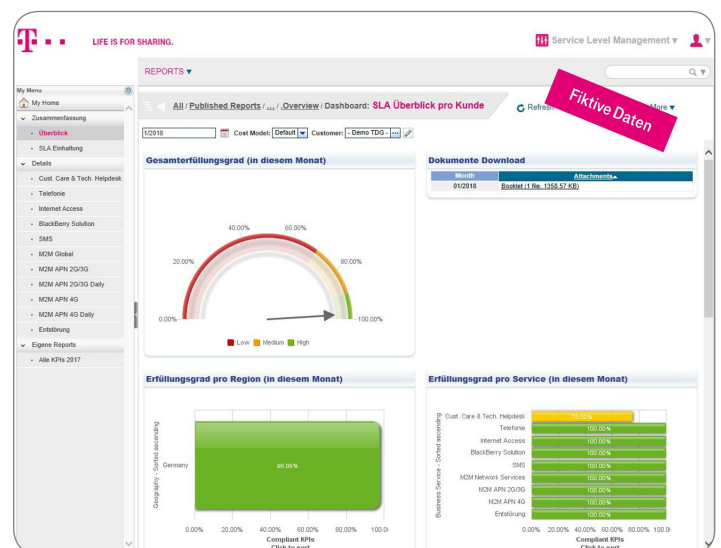 T
LIFE IS FOR SHARING.
Service Level Management ▾
REPORTS ▾
My Menu
My Home
Zusammenfassung
Überblick
SLA Einhaltung
Details
Cust. Care & Tech. Helpdesk
Telefonie
Internet Access
BlackBerry Solution
SMS
M2M Global
M2M APN 2G/3G
M2M APN 2G/3G Daily
M2M APN 4G
M2M APN 4G Daily
Entstörung
Eigene Reports
Alle KPIs 2017
All / Published Reports / ... / .Overview / Dashboard: SLA Überblick pro Kunde
Refresh
More ▾
Fiktive Daten
1/2018 Cost Model: Default Customer: - Demo TDG - ...
Gesamterfüllungsgrad (in diesem Monat)
0.00%
20.00%
40.00%
60.00%
80.00%
100.00%
Low Medium High
Dokumente Download
Month Attachments
01/2018 Booklet (1 file, 1358.57 KB)
Erfüllungsgrad pro Region (in diesem Monat)
Geography - Sorted ascending
Germany
0.00% 20.00% 40.00% 60.00% 80.00% 100.0
Compliant KPIs
Click to sort
Erfüllungsgrad pro Service (in diesem Monat)
Business Service - Sorted ascending
Cust. Care & Tech. Helpdesk
Telefonie 100.00%
Internet Access 100.00%
BlackBerry Solution 100.00%
SMS 100.00%
M2M Network Services 100.00%
M2M APN 2G/3G 100.00%
M2M APN 4G 100.00%
Entstörung 100.00%
0.00% 20.00% 40.00% 60.00% 80.00% 100.0
Compliant KPIs
Click to sort